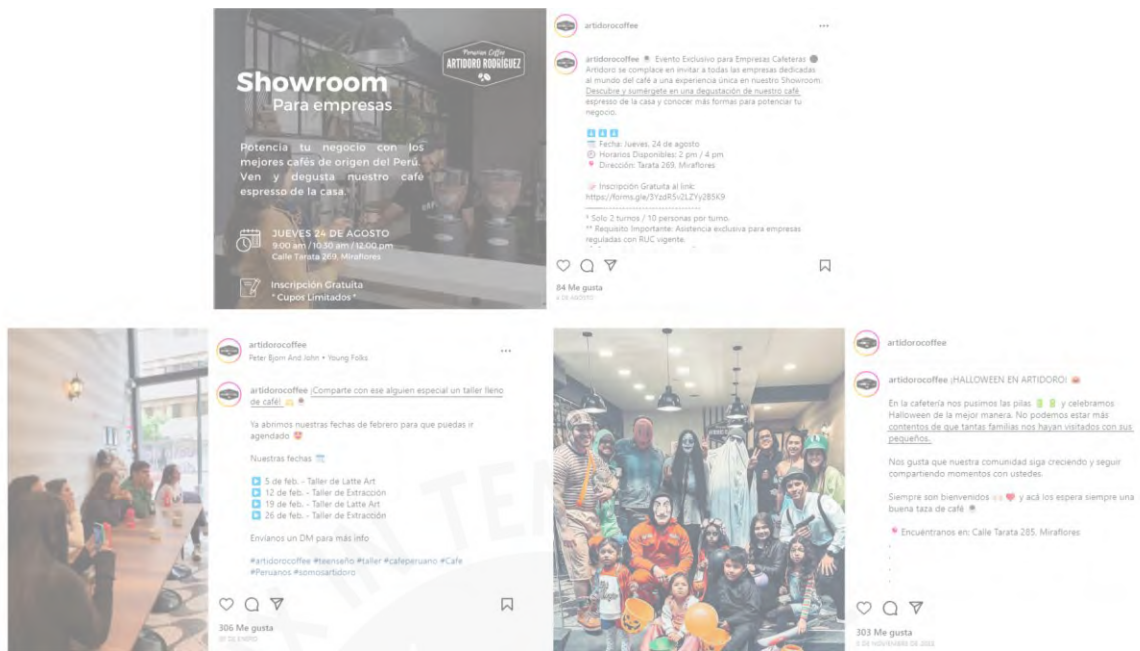 Showroom
Para empresas
Peruvian Coffee
ARTIDORO RODRÍGUEZ
Potencia tu negocio con los
mejores cafés de origen del Perú.
Ven y degusta nuestro café
espresso de la casa.
JUEVES 24 DE AGOSTO
9:00 am / 10:30 am / 12:00 pm
Calle Tarata 269, Miraflores
Inscripción Gratuita
* Cupos Limitados *
artidorocoffee
artidorocoffee Evento Exclusivo para Empresas Cafeteras
Artidoro se complace en invitar a todas las empresas dedicadas
al mundo del café a una experiencia única en nuestro Showroom.
Descubre y sumérgete en una degustación de nuestro café
espresso de la casa y conocer más formas para potenciar tu
negocio.
Fecha: Jueves, 24 de agosto
Horarios Disponibles: 2 pm / 4 pm
Dirección: Tarata 269, Miraflores
Inscripción Gratuita al link:
https://forms.gle/3YzdR5v2LZYy2B5K9
* Solo 2 turnos / 10 personas por turno.
** Requisito Importante: Asistencia exclusiva para empresas
reguladas con RUC vigente.
84 Me gusta
artidorocoffee
Peter Bjorn And John • Young Folks
artidorocoffee ¡Comparte con ese alguien especial un taller lleno
de café!
Ya abrimos nuestras fechas de febrero para que puedas ir
agendado
Nuestras fechas
5 de feb. - Taller de Latte Art
12 de feb. - Taller de Extracción
19 de feb. - Taller de Latte Art
26 de feb. - Taller de Extracción
Envíanos un DM para más info
#artidorocoffee #teenseño #taller #cafeperuano #Cafe
#Peruanos #somosartidoro
306 Me gusta
artidorocoffee
artidorocoffee ¡HALLOWEEN EN ARTIDORO!
En la cafetería nos pusimos las pilas y celebramos
Halloween de la mejor manera. No podemos estar más
contentos de que tantas familias nos hayan visitados con sus
pequeños.
Nos gusta que nuestra comunidad siga creciendo y seguir
compartiendo momentos con ustedes.
Siempre son bienvenidos y acá los espera siempre una
buena taza de café
Encuéntranos en: Calle Tarata 285. Miraflores
303 Me gusta